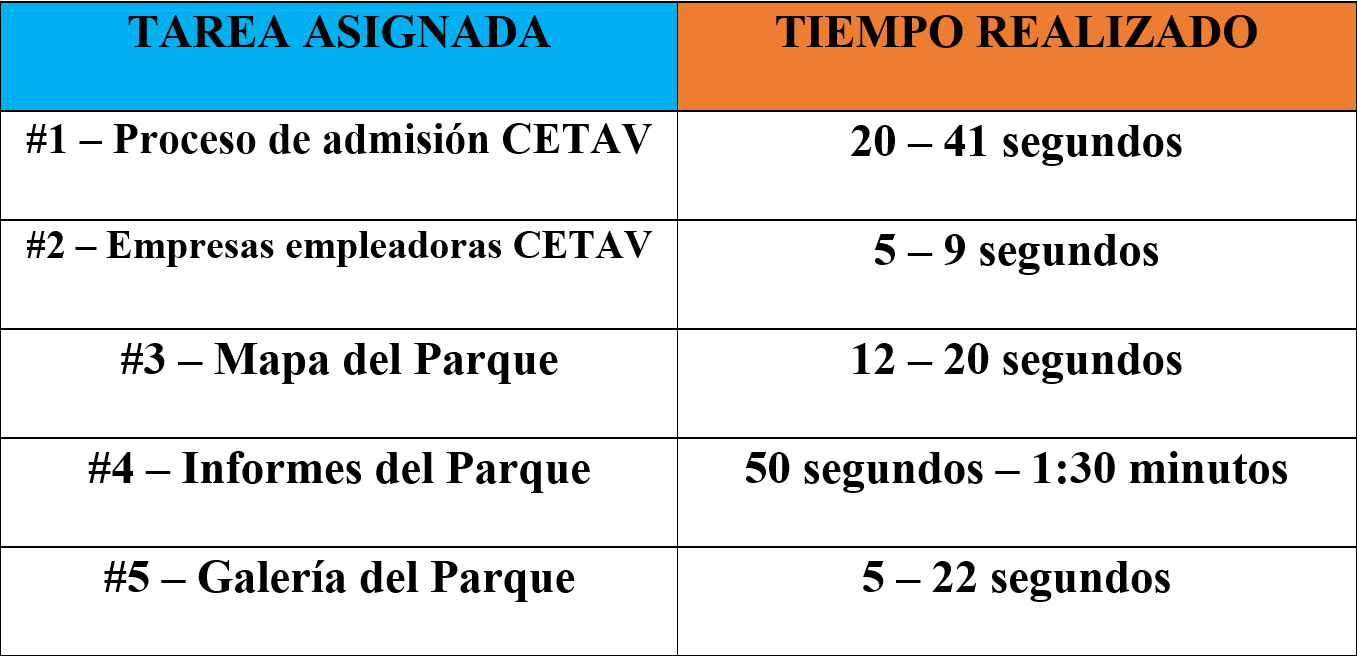 TAREA ASIGNADA
TIEMPO REALIZADO
#1 – Proceso de admisión CETAV
20 – 41 segundos
#2 – Empresas empleadoras CETAV
5 – 9 segundos
#3 – Mapa del Parque
12 – 20 segundos
#4 – Informes del Parque
50 segundos – 1:30 minutos
#5 – Galería del Parque
5 – 22 segundos